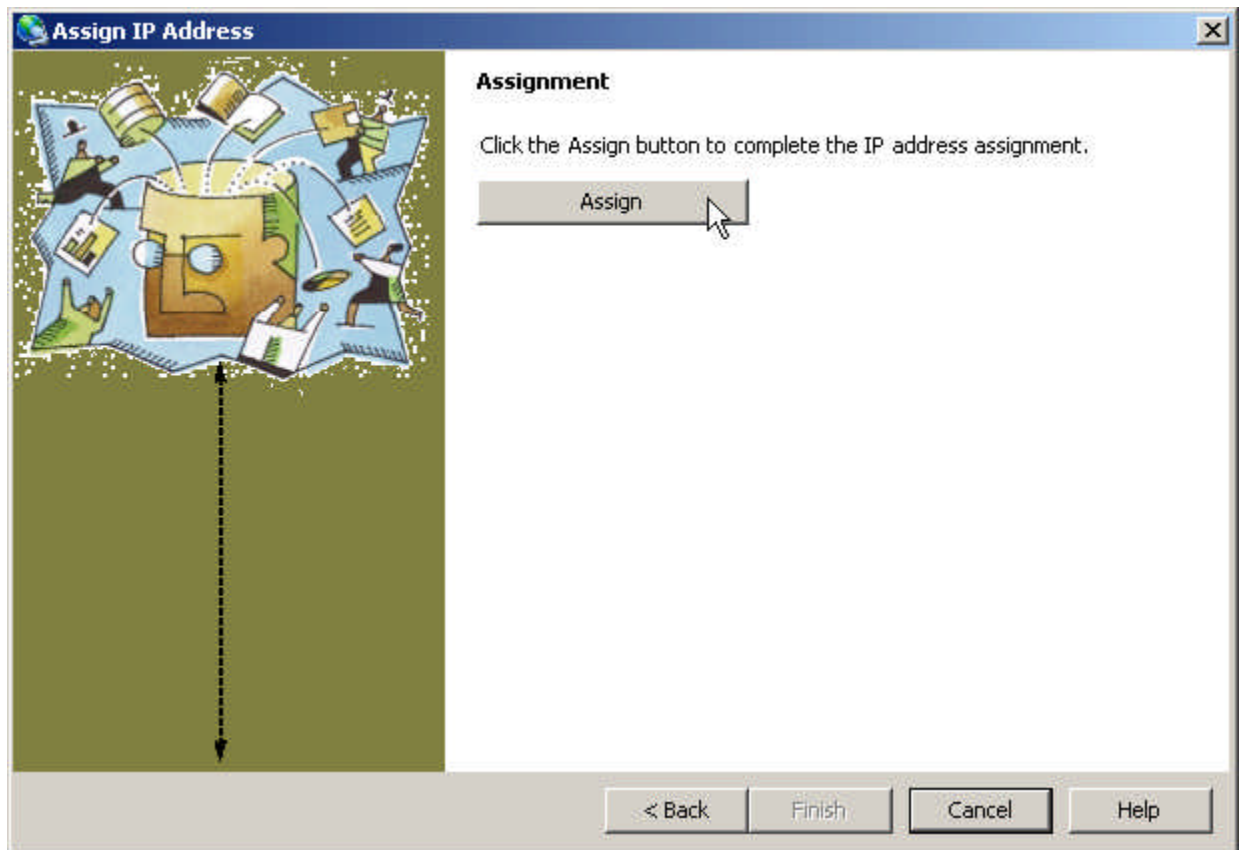 Assign IP Address
Assignment
Click the Assign button to complete the IP address assignment.
Assign
< Back Finish Cancel Help